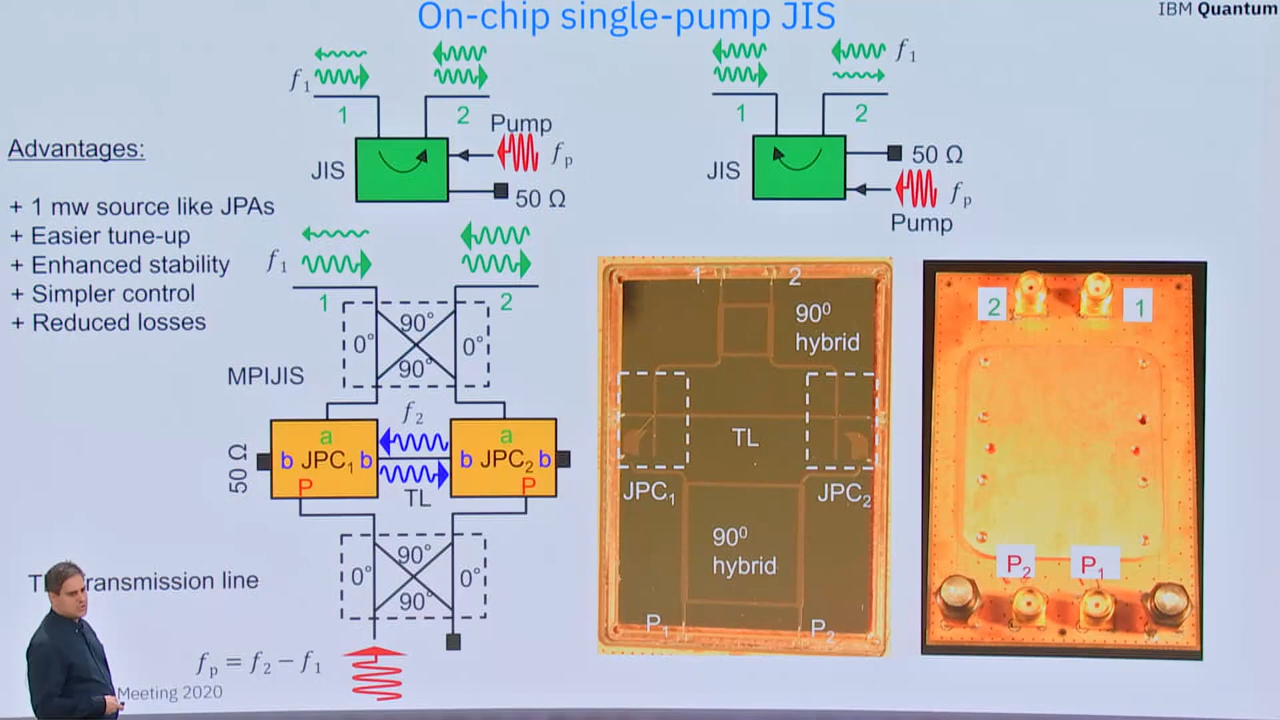 On-chip single-pump JIS
IBM Quantum
f₁
1
2
Pump
fₚ
JIS
50 Ω
f₁
1
2
JIS
50 Ω
fₚ
Pump
Advantages:
+ 1 mw source like JPAs
+ Easier tune-up
+ Enhanced stability
+ Simpler control
+ Reduced losses
f₁
1
2
0°
90°
90°
0°
MPIJIS
f₂
50 Ω
a
b JPC₁ b
P
a
b JPC₂ b
P
TL
0°
90°
90°
0°
ransmission line
fₚ = f₂ − f₁
Meeting 2020
1
2
90⁰
hybrid
TL
JPC₁
JPC₂
90⁰
hybrid
P₁
P₂
2
1
P₂
P₁